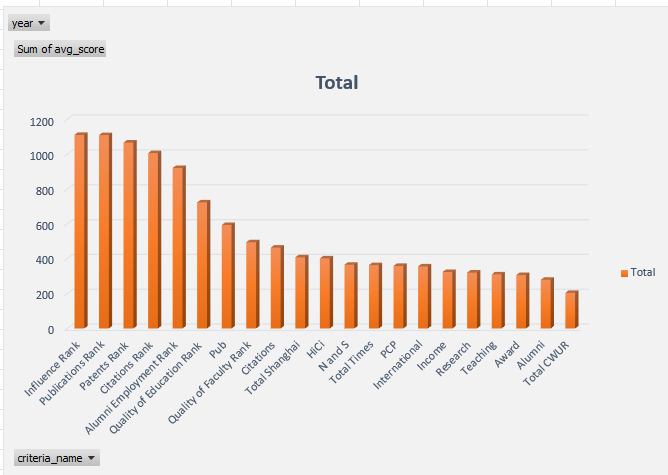 year
Sum of avg_score
Total
1200
1000
800
600
400
200
0
Influence Rank
Publications Rank
Patents Rank
Citations Rank
Alumni Employment Rank
Quality of Education Rank
Pub
Quality of Faculty Rank
Citations
Total Shanghai
HiCi
N and S
Total Times
PCP
International
Income
Research
Teaching
Award
Alumni
Total CWUR
Total
criteria_name